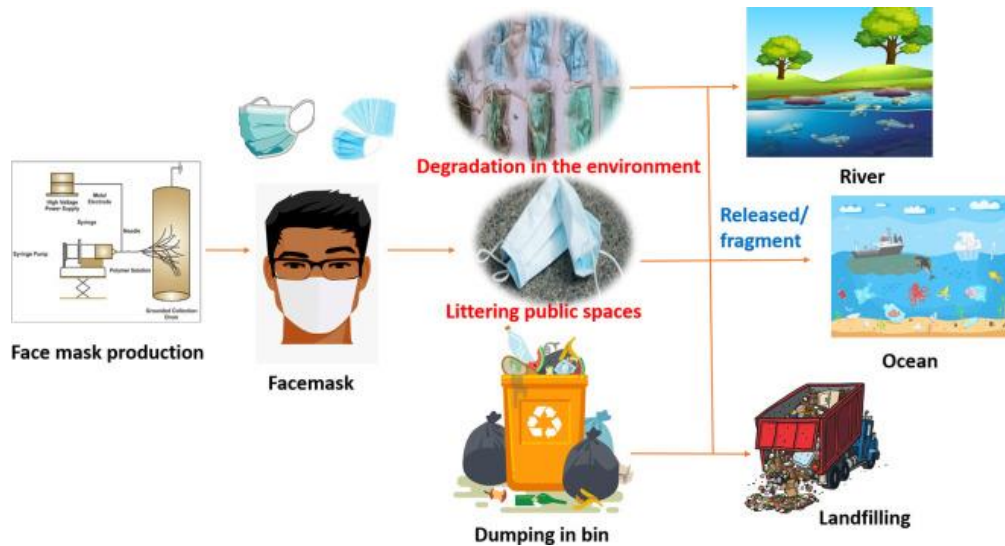 High Voltage
Power Supply
Metal
Electrode
Syringe
Needle
Syringe Pump
Polymer Solution
Grounded Collection
Drum
Face mask production
Facemask
Degradation in the environment
Littering public spaces
Dumping in bin
Released/
fragment
River
Ocean
Landfilling